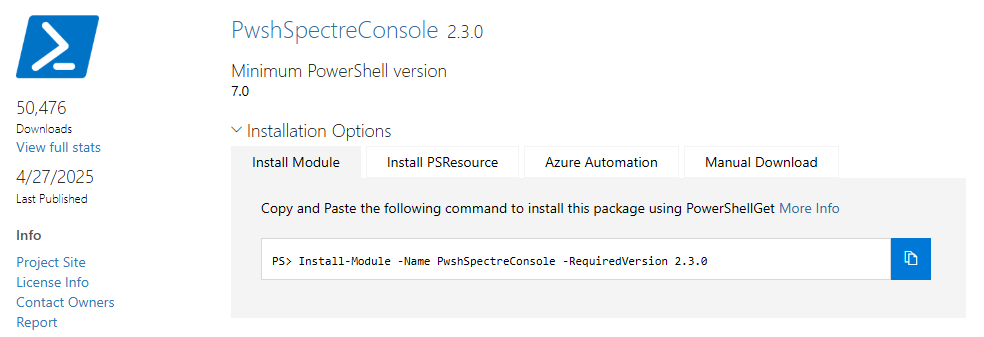 PwshSpectreConsole 2.3.0
Minimum PowerShell version
7.0
50,476
Downloads
View full stats
4/27/2025
Last Published
Info
Project Site
License Info
Contact Owners
Report
Installation Options
Install Module
Install PSResource
Azure Automation
Manual Download
Copy and Paste the following command to install this package using PowerShellGet More Info
PS> Install-Module -Name PwshSpectreConsole -RequiredVersion 2.3.0